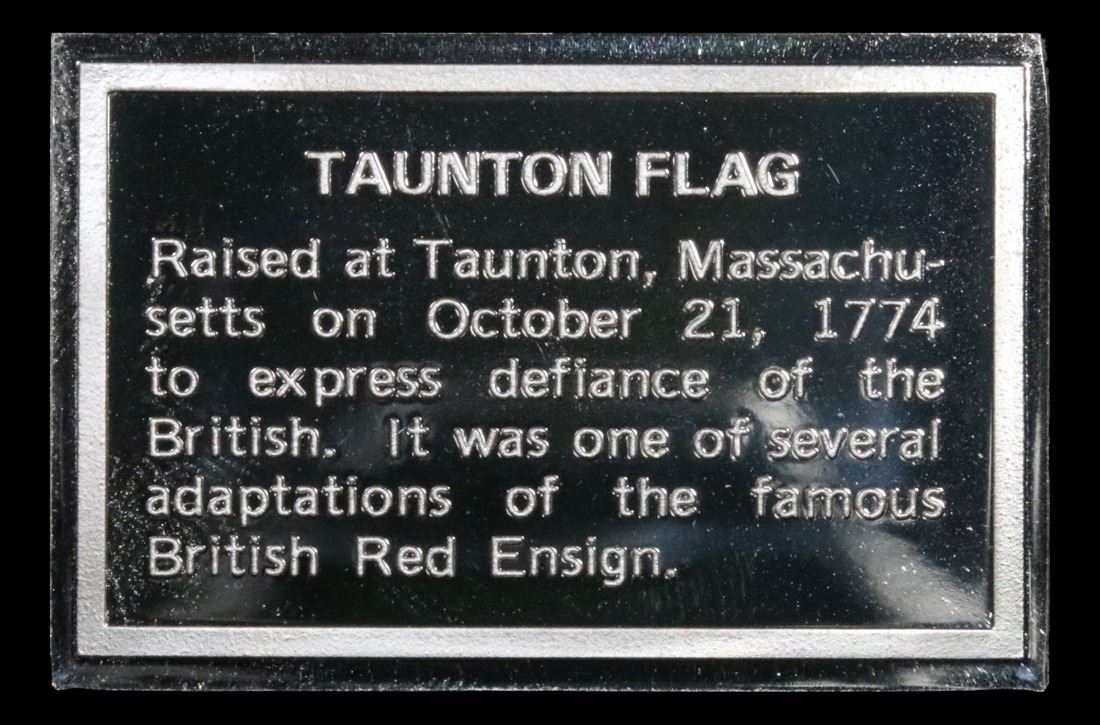 TAUNTON FLAG
Raised at Taunton, Massachu-
setts on October 21, 1774
to express defiance of the
British. It was one of several
adaptations of the famous
British Red Ensign.